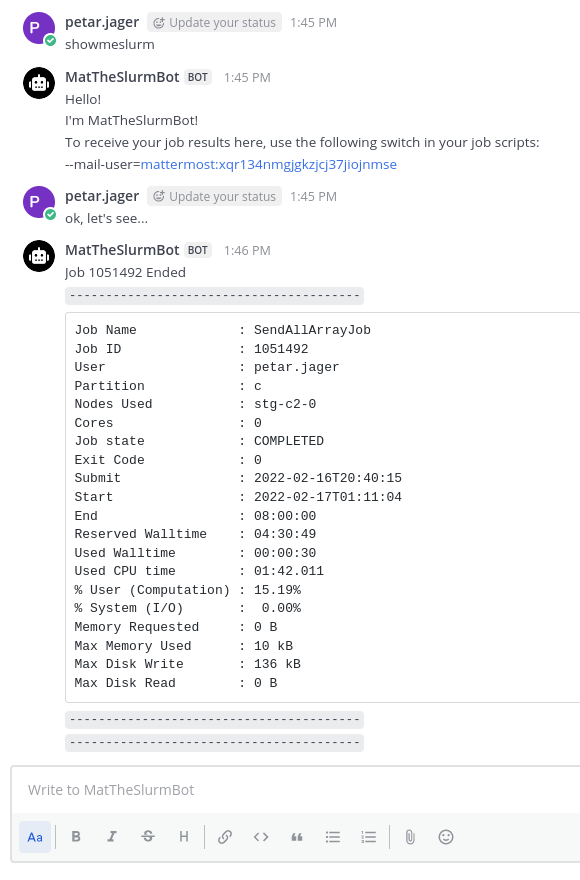 petar.jager Update your status 1:45 PM
showmeslurm
MatTheSlurmBot BOT 1:45 PM
Hello!
I'm MatTheSlurmBot!
To receive your job results here, use the following switch in your job scripts:
--mail-user=mattermost:xqr134nmgjgkzjcj37jiojnmse
petar.jager Update your status 1:45 PM
ok, let's see...
MatTheSlurmBot BOT 1:46 PM
Job 1051492 Ended
----------------------------------------
Job Name : SendAllArrayJob
Job ID : 1051492
User : petar.jager
Partition : c
Nodes Used : stg-c2-0
Cores : 0
Job state : COMPLETED
Exit Code : 0
Submit : 2022-02-16T20:40:15
Start : 2022-02-17T01:11:04
End : 08:00:00
Reserved Walltime : 04:30:49
Used Walltime : 00:00:30
Used CPU time : 01:42.011
% User (Computation) : 15.19%
% System (I/O) : 0.00%
Memory Requested : 0 B
Max Memory Used : 10 kB
Max Disk Write : 136 kB
Max Disk Read : 0 B
----------------------------------------
----------------------------------------
Write to MatTheSlurmBot
Aa B I S H